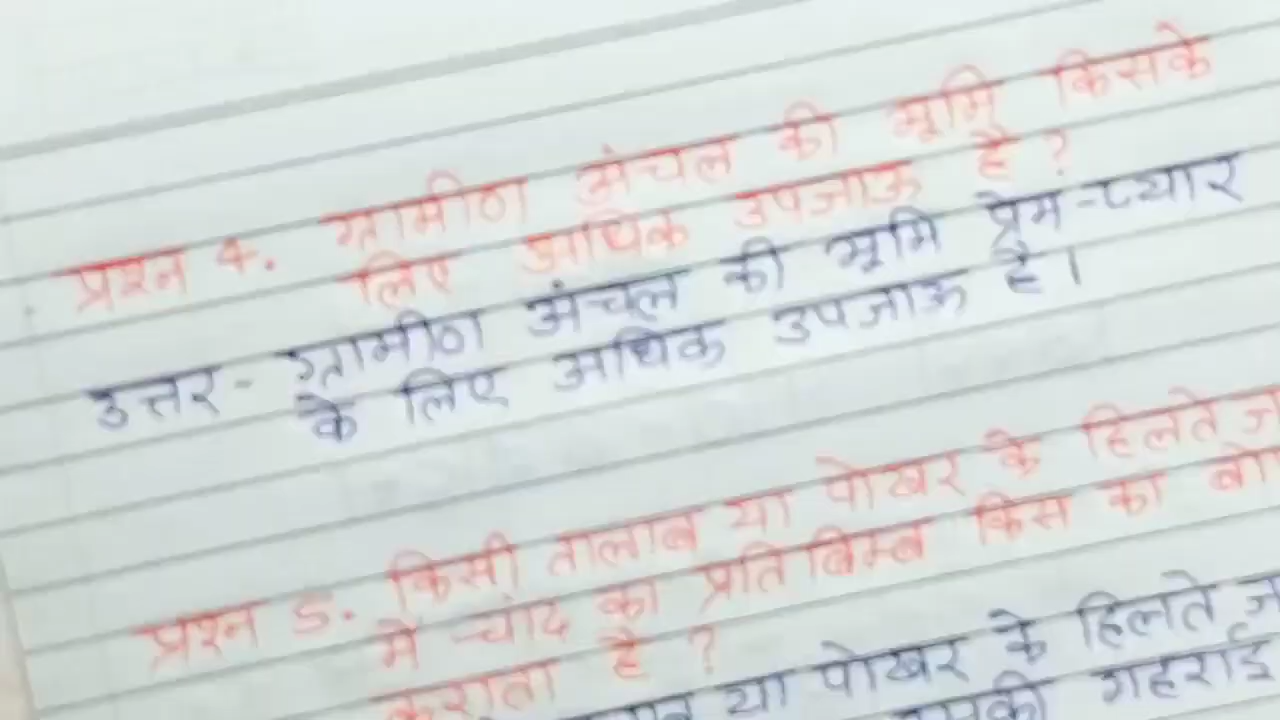 प्रश्न 4. ग्रामीण अंचल की भूमि किसके
लिए अधिक उपजाऊ है ?
उत्तर - ग्रामीण अंचल की भूमि प्रेम-प्यार
के लिए अधिक उपजाऊ है ।
प्रश्न 5. किसी तालाब या पोखर के हिलते
में चांद का प्रतिबिम्ब किस का
कराता है ?
या पोखर के हिलते
गहराई